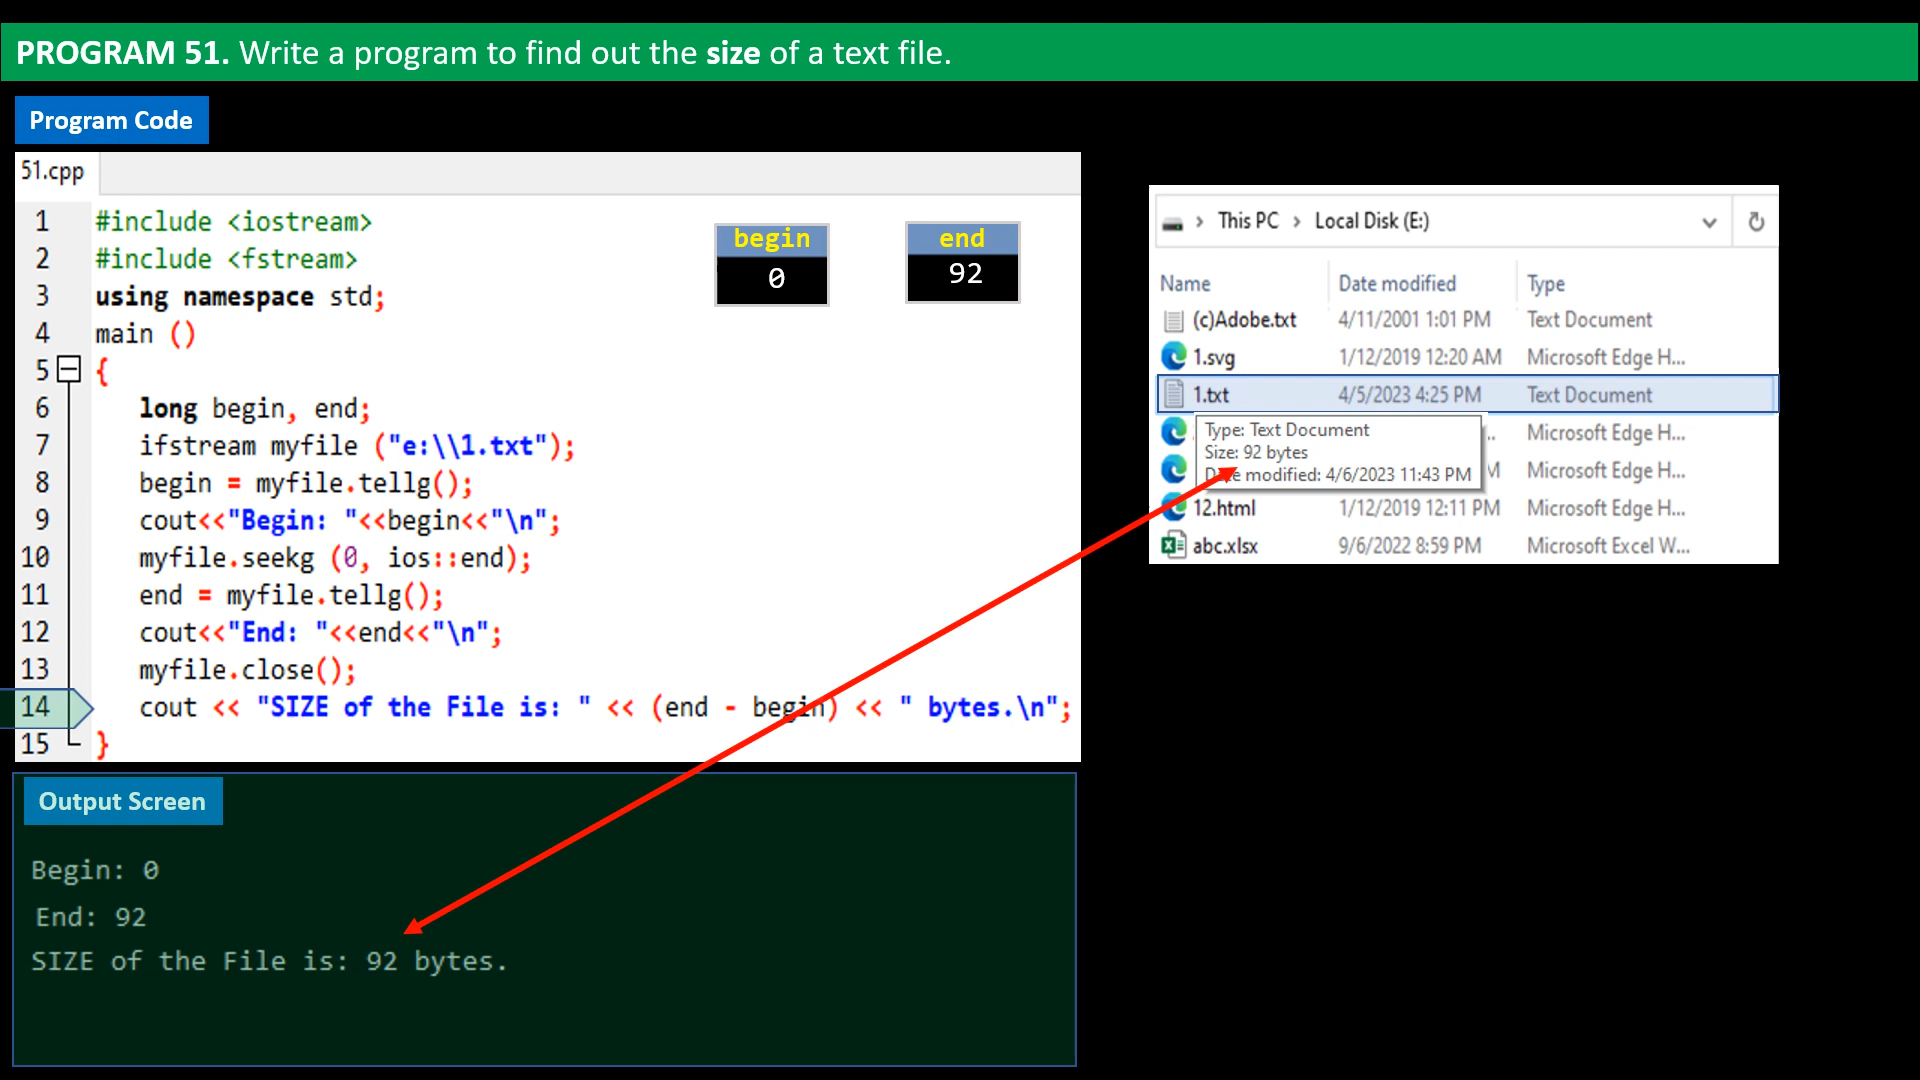 PROGRAM 51. Write a program to find out the size of a text file.
Program Code
51.cpp
1 #include <iostream>
2 #include <fstream>
3 using namespace std;
4 main ()
5 {
6 long begin, end;
7 ifstream myfile ("e:\\1.txt");
8 begin = myfile.tellg();
9 cout<<"Begin: "<<begin<<"\n";
10 myfile.seekg (0, ios::end);
11 end = myfile.tellg();
12 cout<<"End: "<<end<<"\n";
13 myfile.close();
14 cout << "SIZE of the File is: " << (end - begin) << " bytes.\n";
15 }
begin
0
end
92
This PC > Local Disk (E:)
Name Date modified Type
(c)Adobe.txt 4/11/2001 1:01 PM Text Document
1.svg 1/12/2019 12:20 AM Microsoft Edge H...
1.txt 4/5/2023 4:25 PM Text Document
Type: Text Document
Size: 92 bytes
Date modified: 4/6/2023 11:43 PM
Microsoft Edge H...
Microsoft Edge H...
12.html 1/12/2019 12:11 PM Microsoft Edge H...
abc.xlsx 9/6/2022 8:59 PM Microsoft Excel W...
Output Screen
Begin: 0
End: 92
SIZE of the File is: 92 bytes.